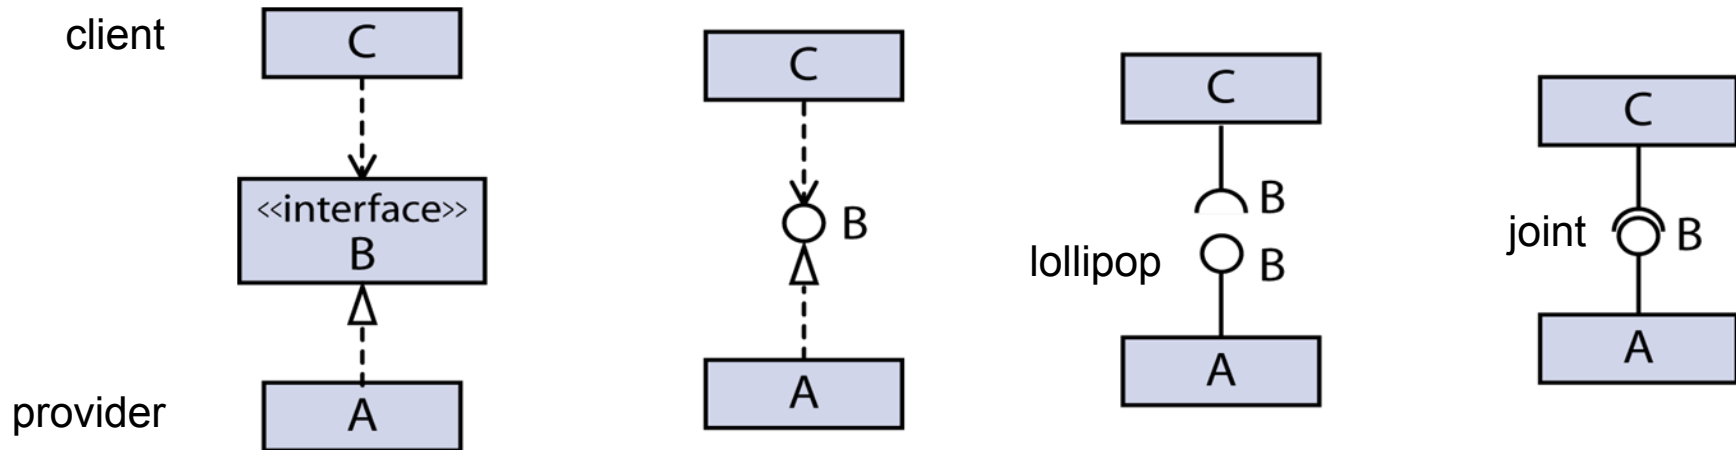 client
C
<<interface>>
B
provider
A
C
B
A
C
B
lollipop
B
A
C
joint
B
A